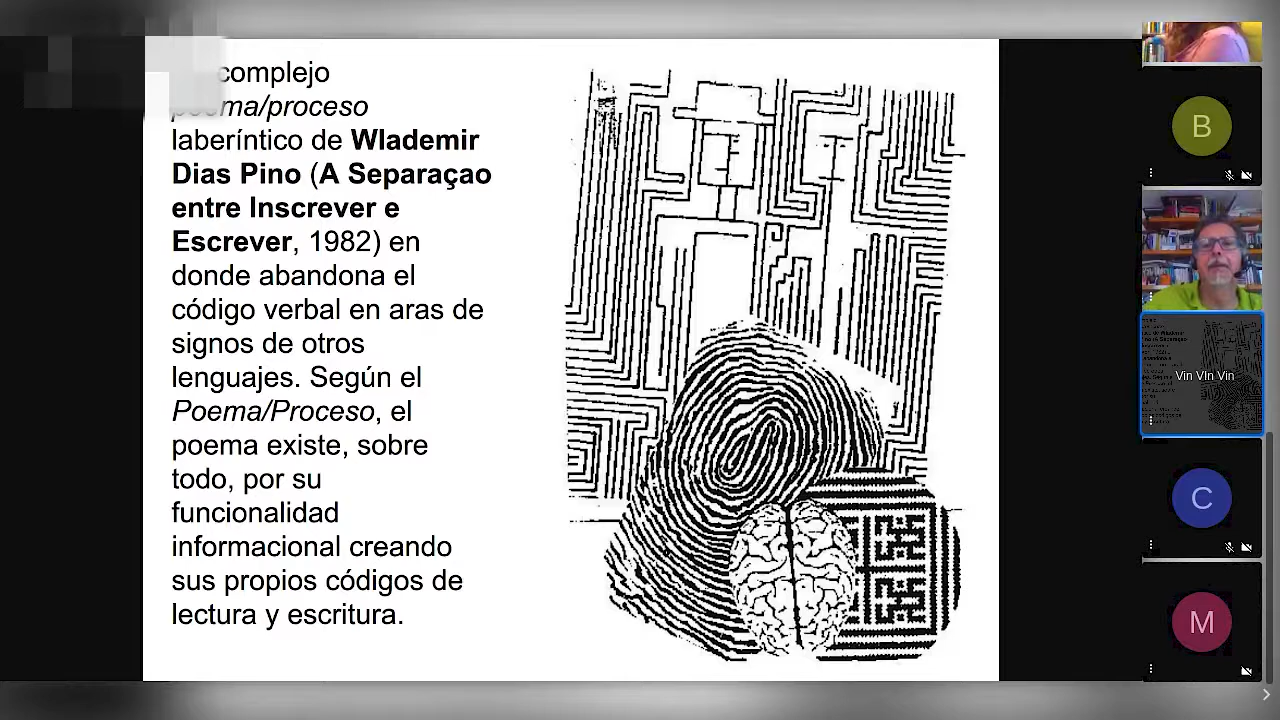 complejo
poema/proceso
laberíntico de Wlademir
Dias Pino (A Separaçao
entre Inscrever e
Escrever, 1982) en
donde abandona el
código verbal en aras de
signos de otros
lenguajes. Según el
Poema/Proceso, el
poema existe, sobre
todo, por su
funcionalidad
informacional creando
sus propios códigos de
lectura y escritura.
B
Vin VIn Vin
C
M